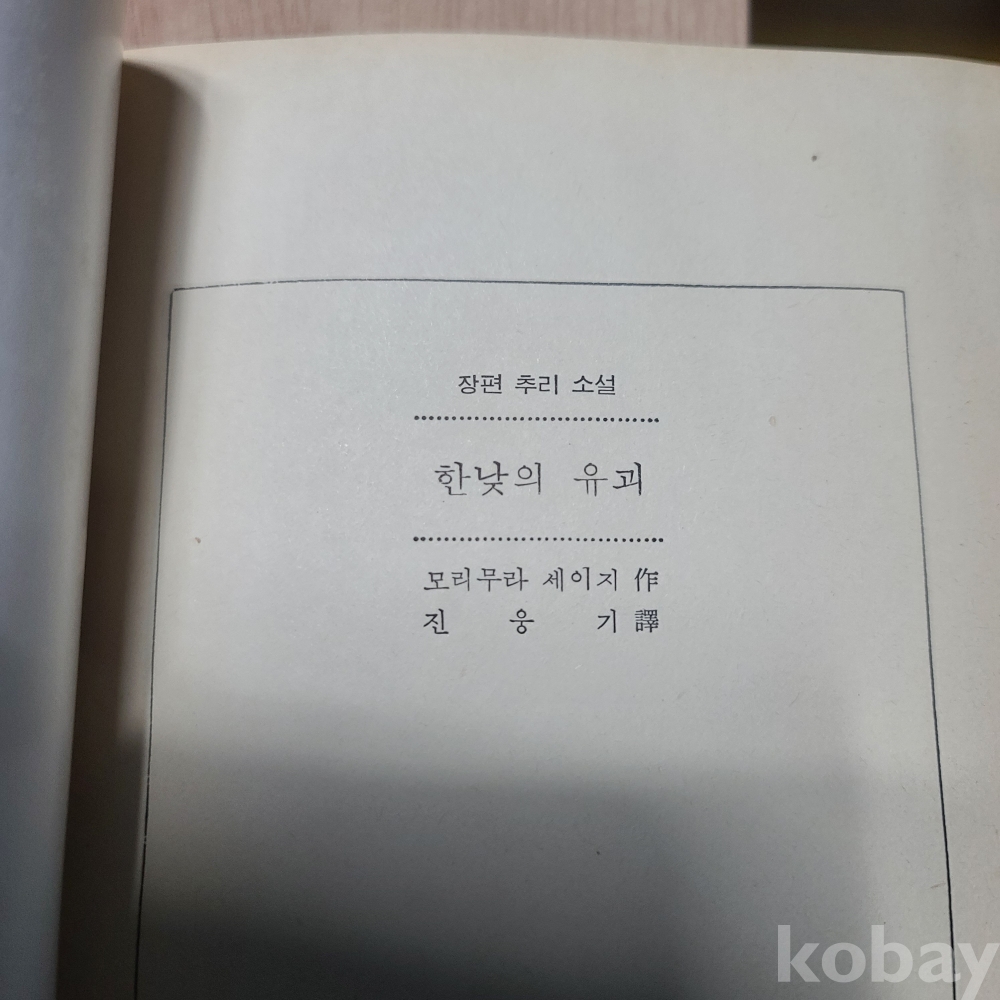 장편 추리 소설
한낮의 유괴
모리무라 세이지 作
진 웅 기 譯
kobay